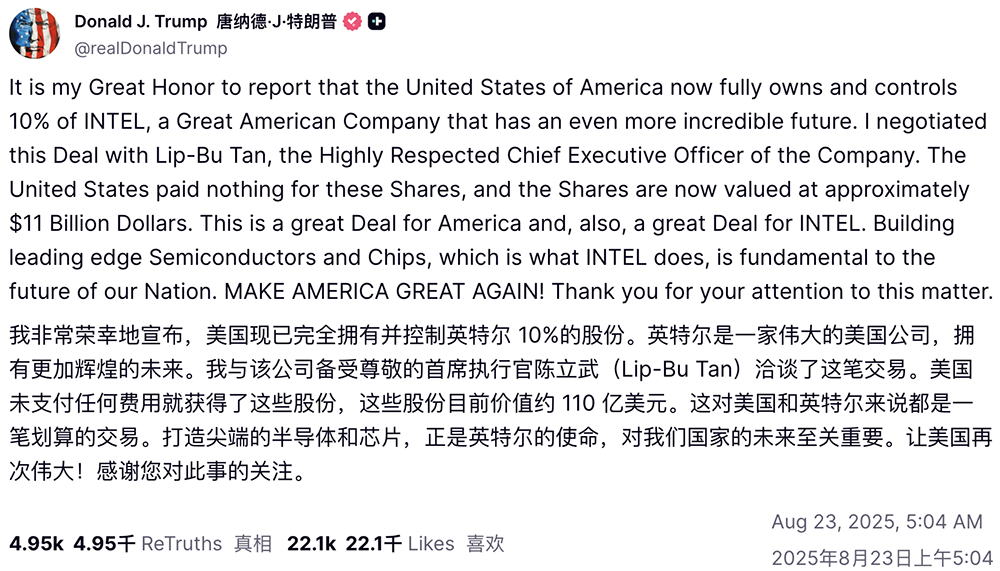 Donald J. Trump 唐纳德·J·特朗普
@realDonaldTrump
It is my Great Honor to report that the United States of America now fully owns and controls
10% of INTEL, a Great American Company that has an even more incredible future. I negotiated
this Deal with Lip-Bu Tan, the Highly Respected Chief Executive Officer of the Company. The
United States paid nothing for these Shares, and the Shares are now valued at approximately
$11 Billion Dollars. This is a great Deal for America and, also, a great Deal for INTEL. Building
leading edge Semiconductors and Chips, which is what INTEL does, is fundamental to the
future of our Nation. MAKE AMERICA GREAT AGAIN! Thank you for your attention to this matter.
我非常荣幸地宣布，美国现已完全拥有并控制英特尔 10%的股份。英特尔是一家伟大的美国公司，拥
有更加辉煌的未来。我与该公司备受尊敬的首席执行官陈立武（Lip-Bu Tan）洽谈了这笔交易。美国
未支付任何费用就获得了这些股份，这些股份目前价值约 110 亿美元。这对美国和英特尔来说都是一
笔划算的交易。打造尖端的半导体和芯片，正是英特尔的使命，对我们国家的未来至关重要。让美国再
次伟大！感谢您对此事的关注。
Aug 23, 2025, 5:04 AM
4.95k 4.95千 ReTruths 真相 22.1k 22.1千 Likes 喜欢
2025年8月23日上午5:04